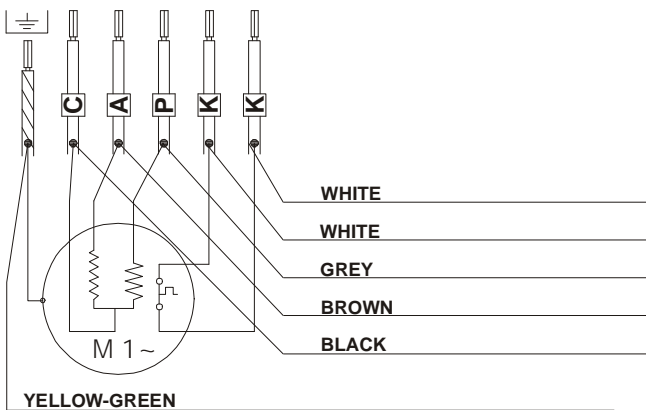 C A P K K
WHITE
WHITE
GREY
BROWN
BLACK
M 1~
YELLOW-GREEN